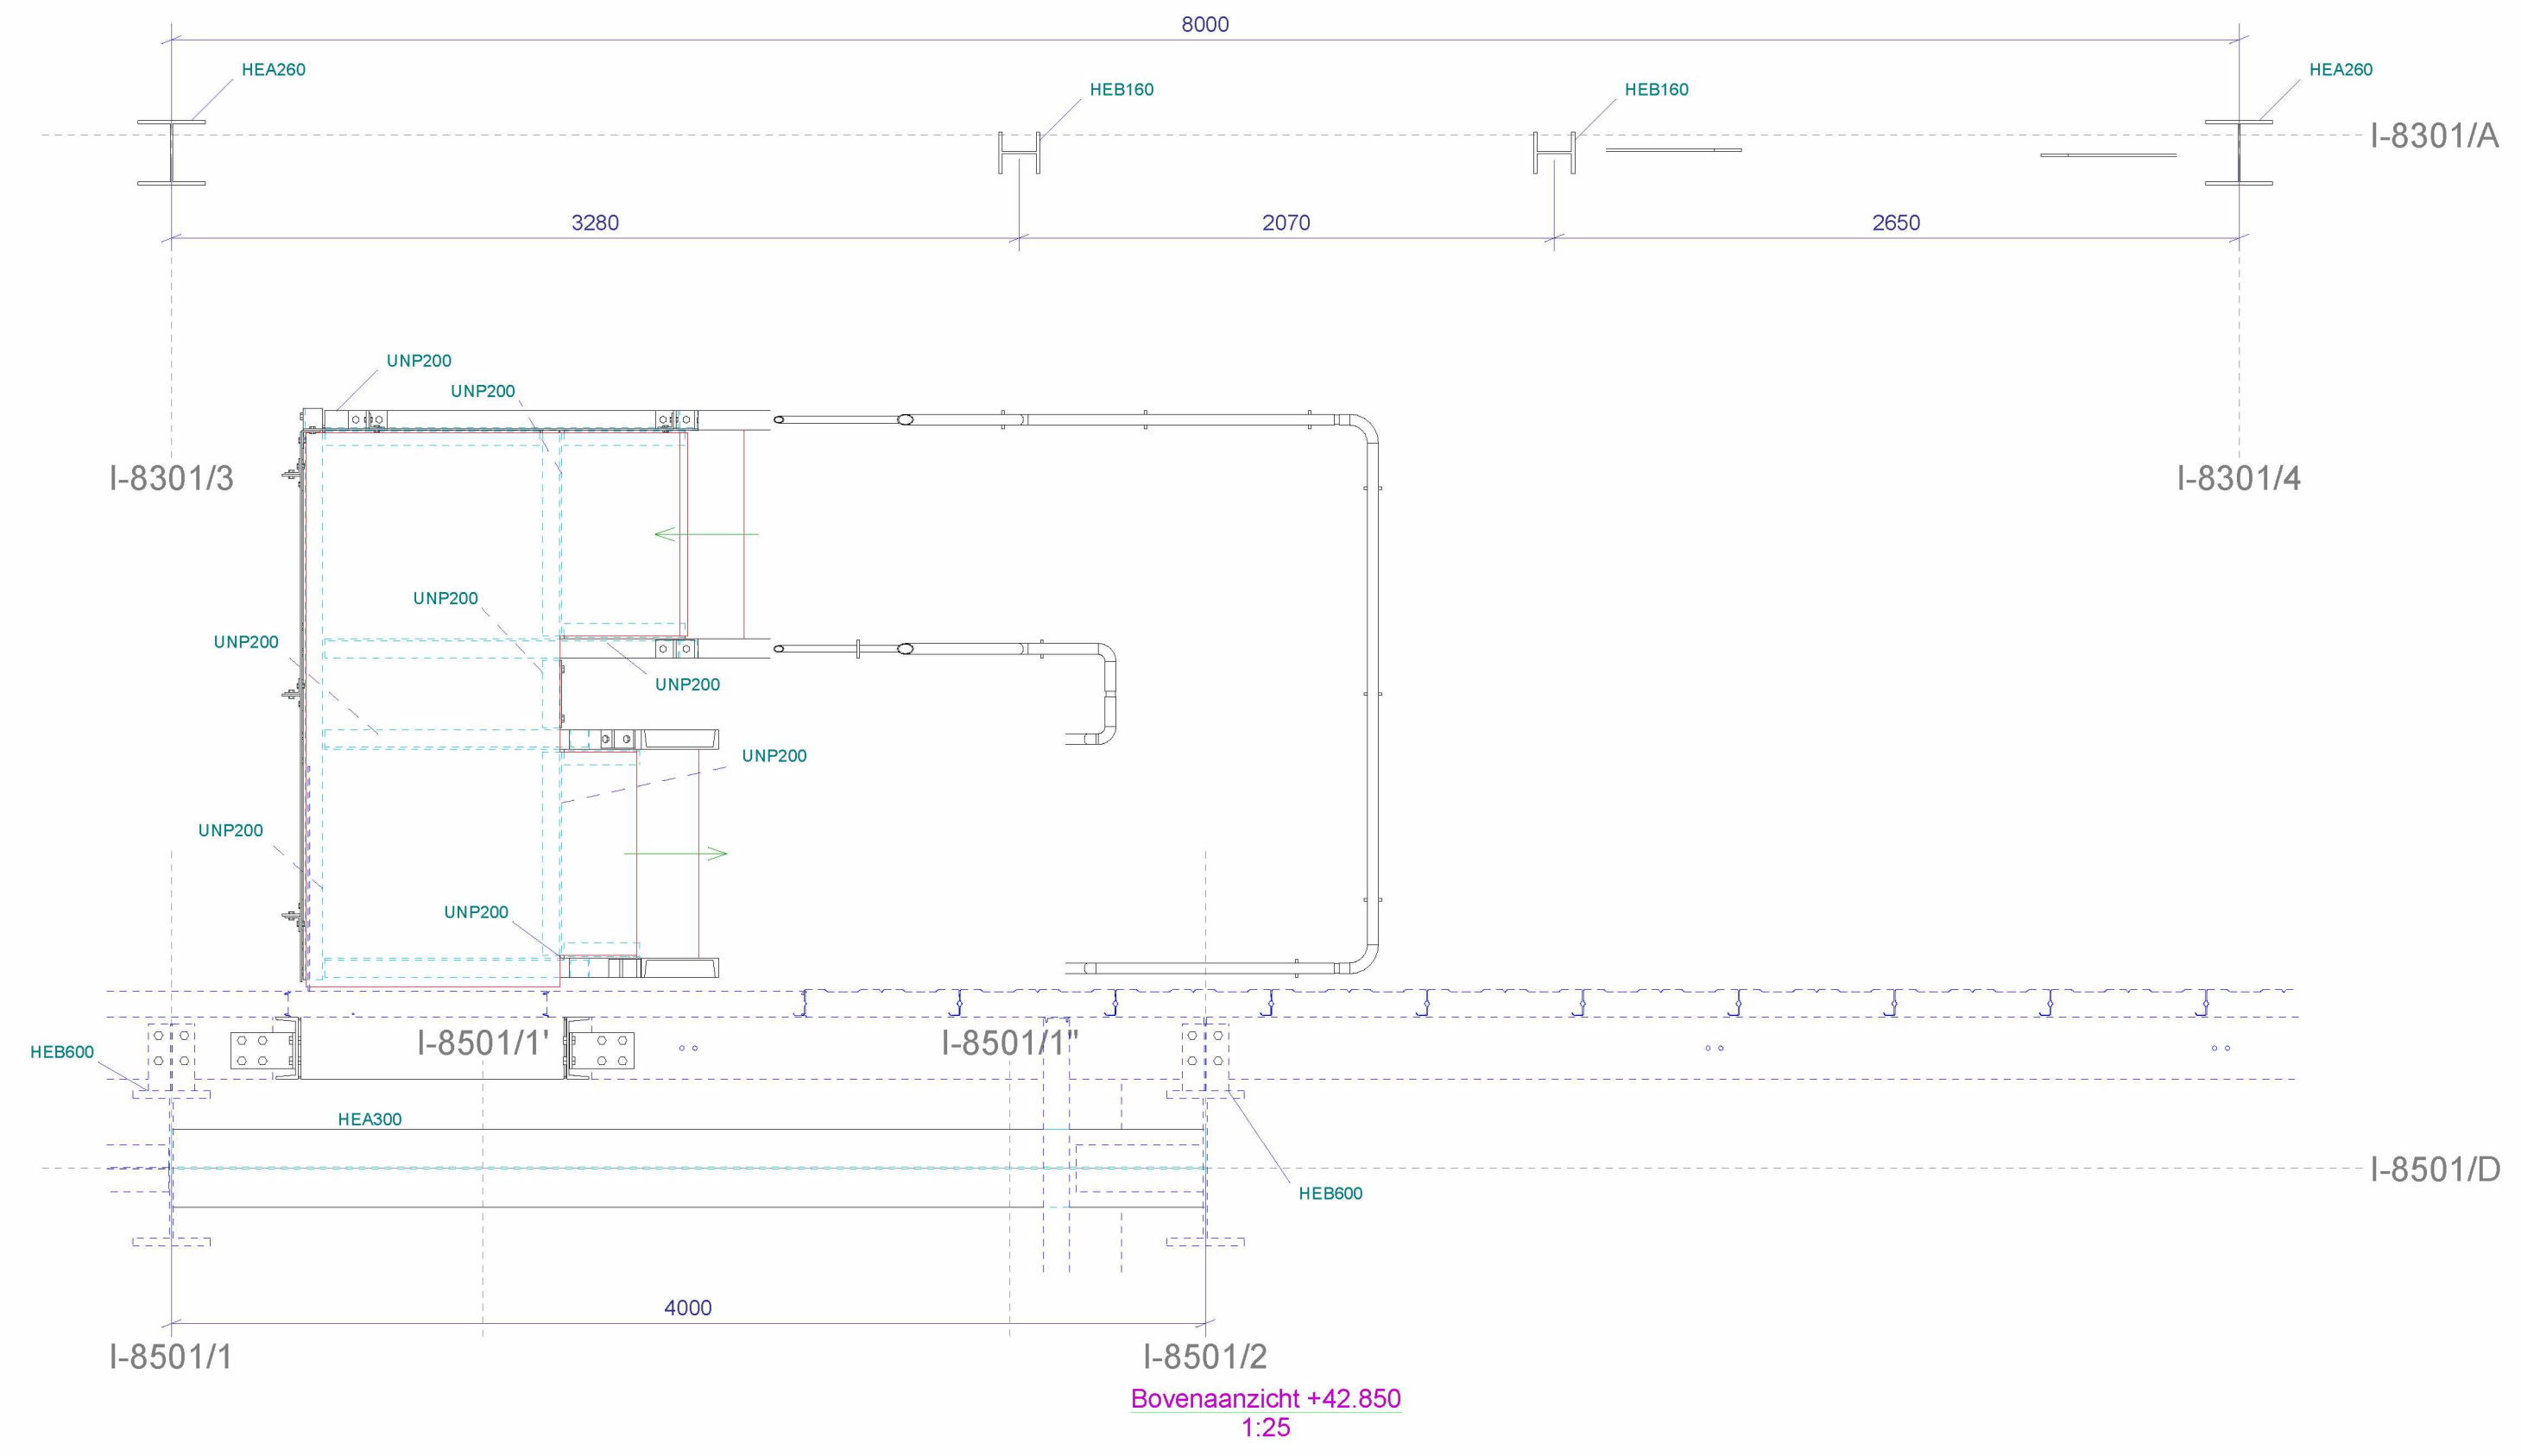 8000
HEA260
HEA260
HEB160
HEB160
I-8301/A
3280
2070
2650
UNP200
UNP200
I-8301/3
I-8301/4
UNP200
UNP200
UNP200
UNP200
UNP200
UNP200
I-8501/1'
I-8501/1"
HEB600
HEA300
I-8501/D
HEB600
4000
I-8501/1
I-8501/2
Bovenaanzicht +42.850
1:25